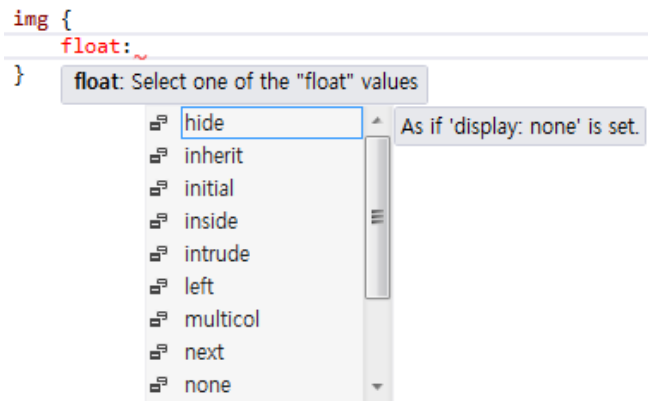 img {
float:
}
float: Select one of the "float" values
hide
As if 'display: none' is set.
inherit
initial
inside
intrude
left
multicol
next
none